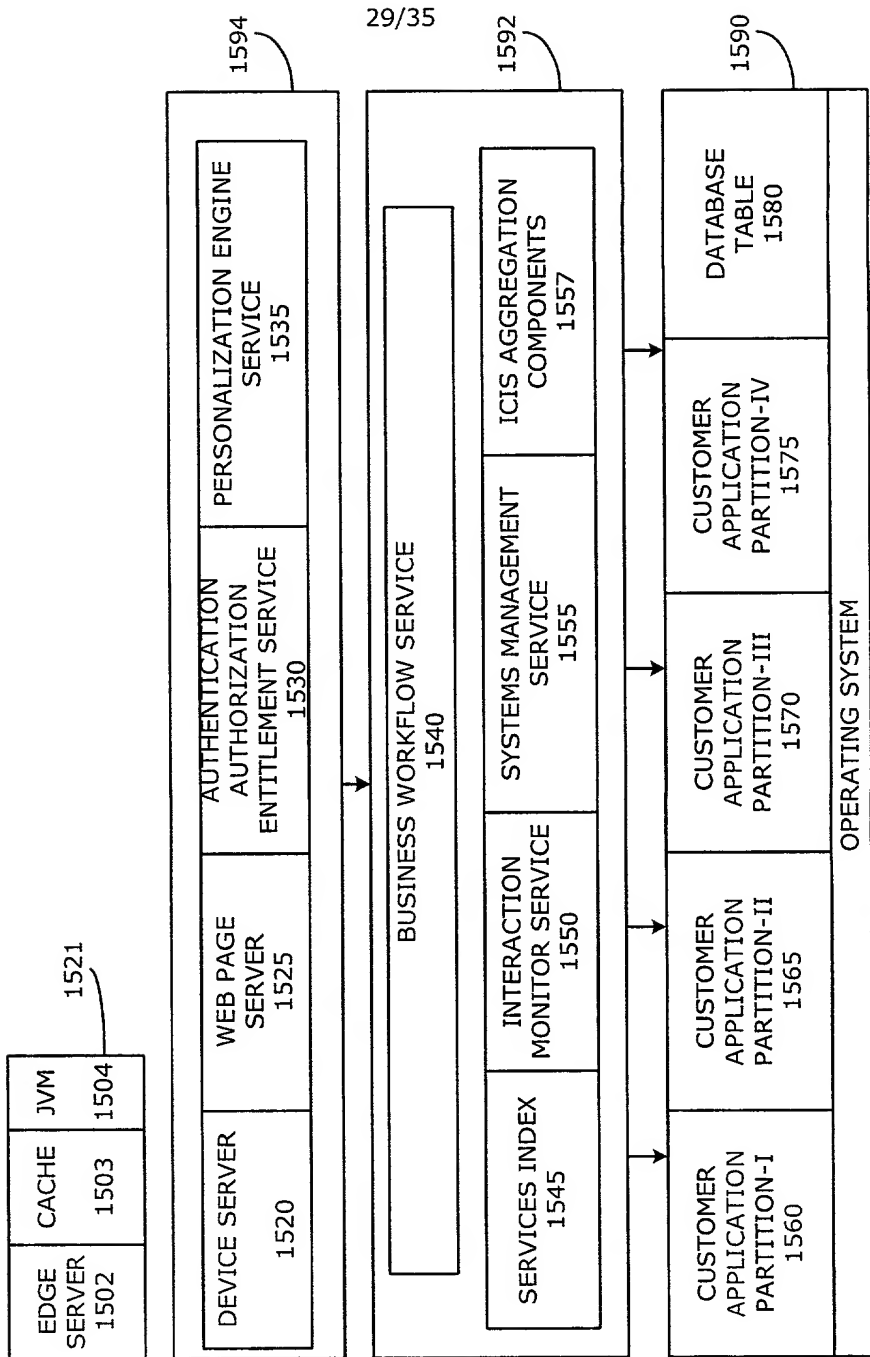 29/35
EDGE
SERVER
1502
CACHE
1503
JVM
1504
1521
DEVICE SERVER
1520
WEB PAGE
SERVER
1525
AUTHENTICATION
AUTHORIZATION
ENTITLEMENT SERVICE
1530
PERSONALIZATION ENGINE
SERVICE
1535
1594
BUSINESS WORKFLOW SERVICE
1540
SERVICES INDEX
1545
INTERACTION
MONITOR SERVICE
1550
SYSTEMS MANAGEMENT
SERVICE
1555
ICIS AGGREGATION
COMPONENTS
1557
1592
CUSTOMER
APPLICATION
PARTITION-I
1560
CUSTOMER
APPLICATION
PARTITION-II
1565
CUSTOMER
APPLICATION
PARTITION-III
1570
CUSTOMER
APPLICATION
PARTITION-IV
1575
DATABASE
TABLE
1580
1590
OPERATING SYSTEM